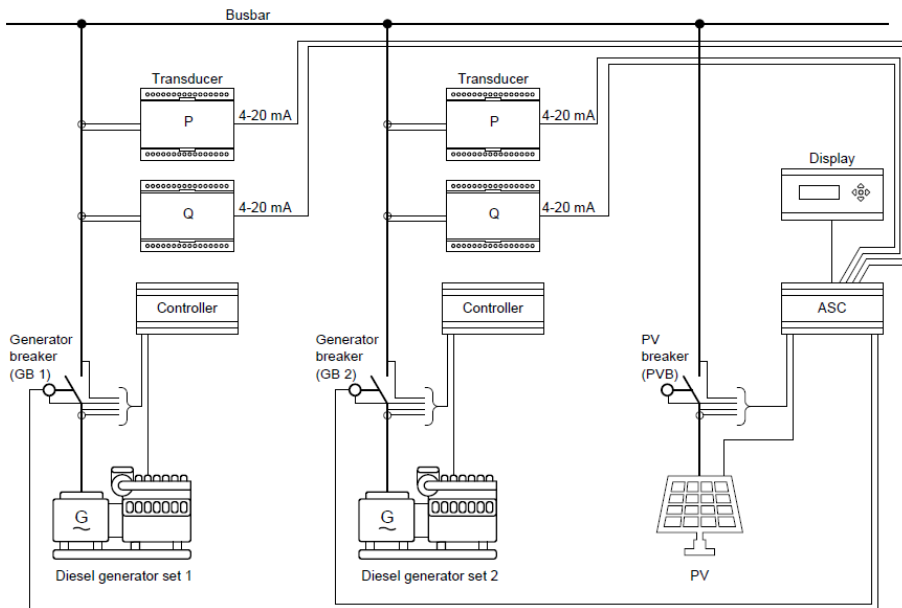 Busbar
Transducer
Transducer
P
4-20 mA
P
4-20 mA
Display
Q
4-20 mA
Q
4-20 mA
Controller
Controller
ASC
Generator
breaker
(GB 1)
Generator
breaker
(GB 2)
PV
breaker
(PVB)
G
~
G
~
Diesel generator set 1
Diesel generator set 2
PV